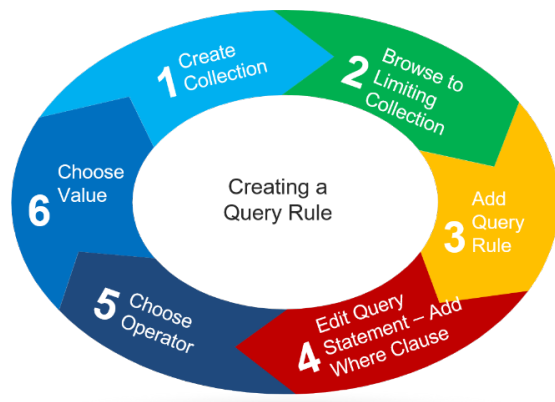 1 Create
Collection
2 Browse to
Limiting
Collection
3 Add
Query
Rule
4 Edit Query
Statement – Add
Where Clause
5 Choose
Operator
6 Choose
Value
Creating a
Query Rule